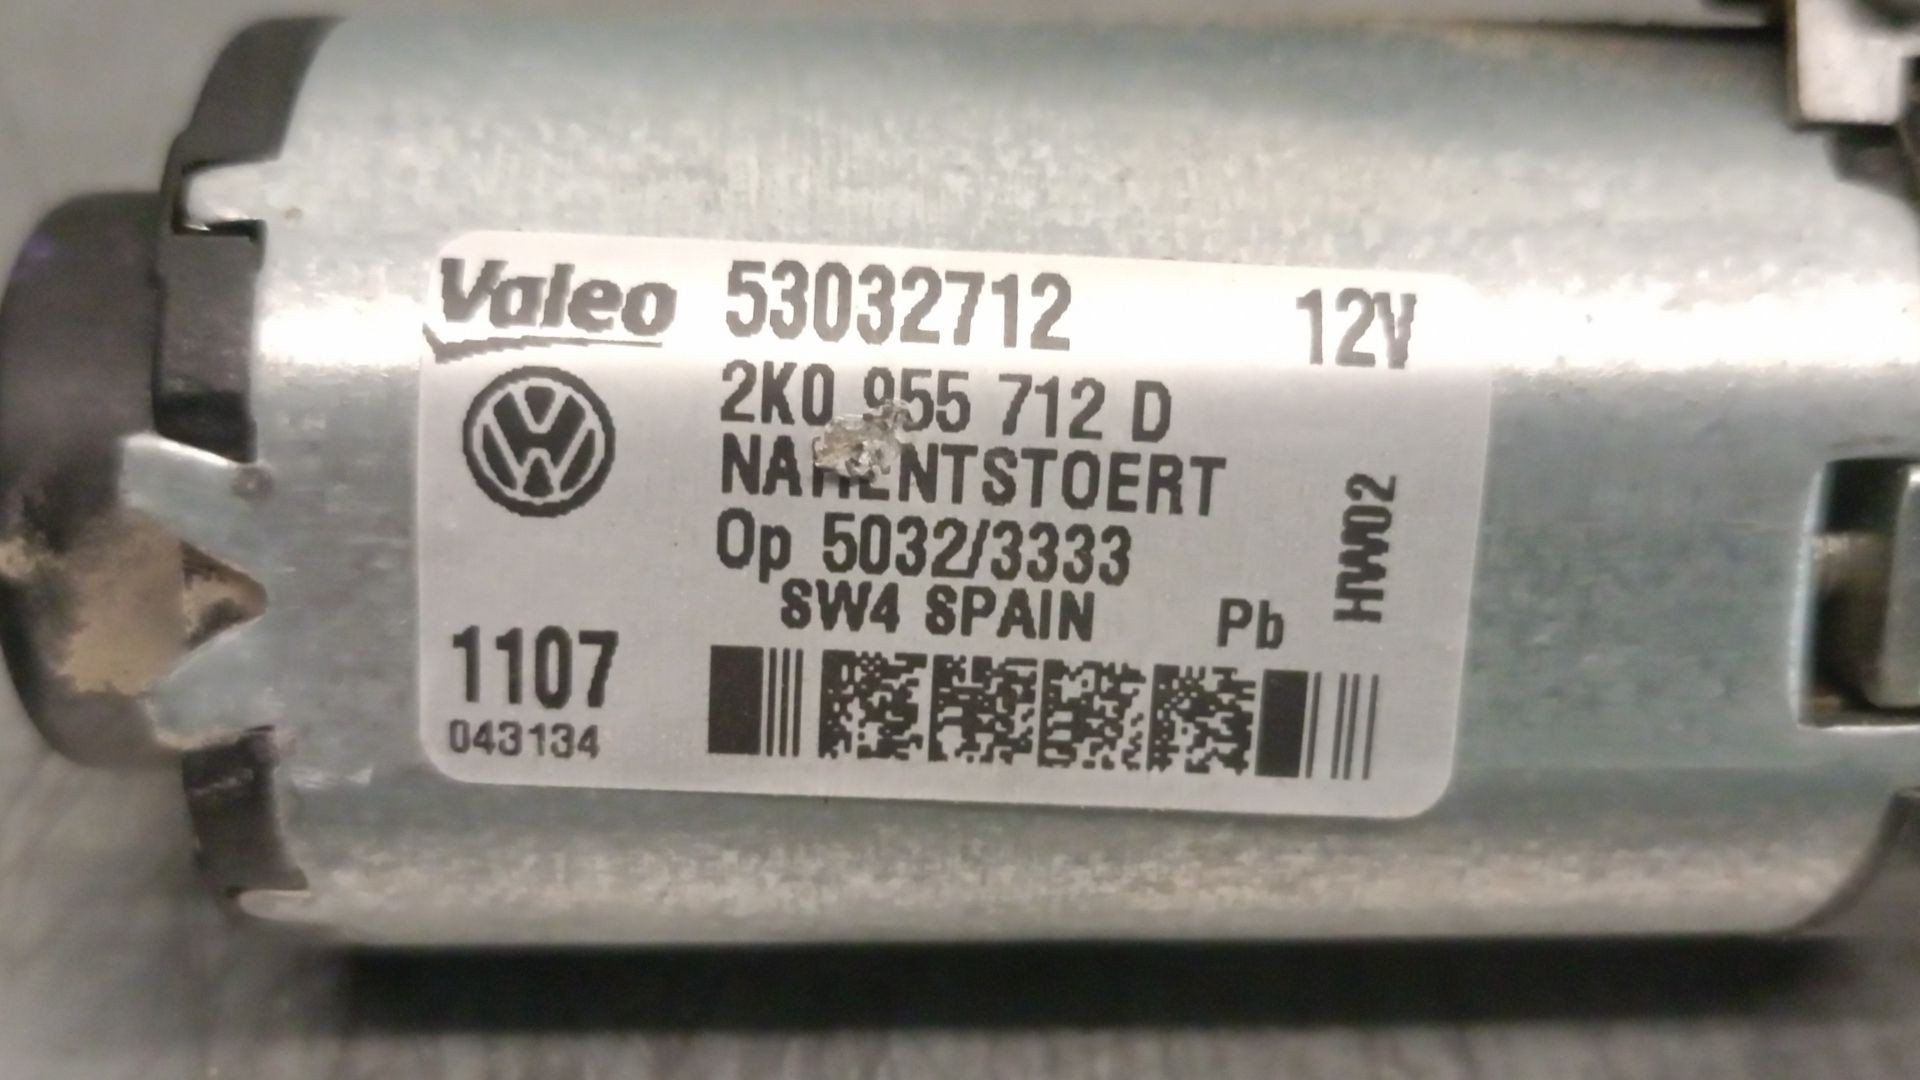 Valeo 53032712 12V
2K0 955 712 D
NAHENTSTOERT
Op 5032/3333
SW4 SPAIN Pb
HW02
1107
043134